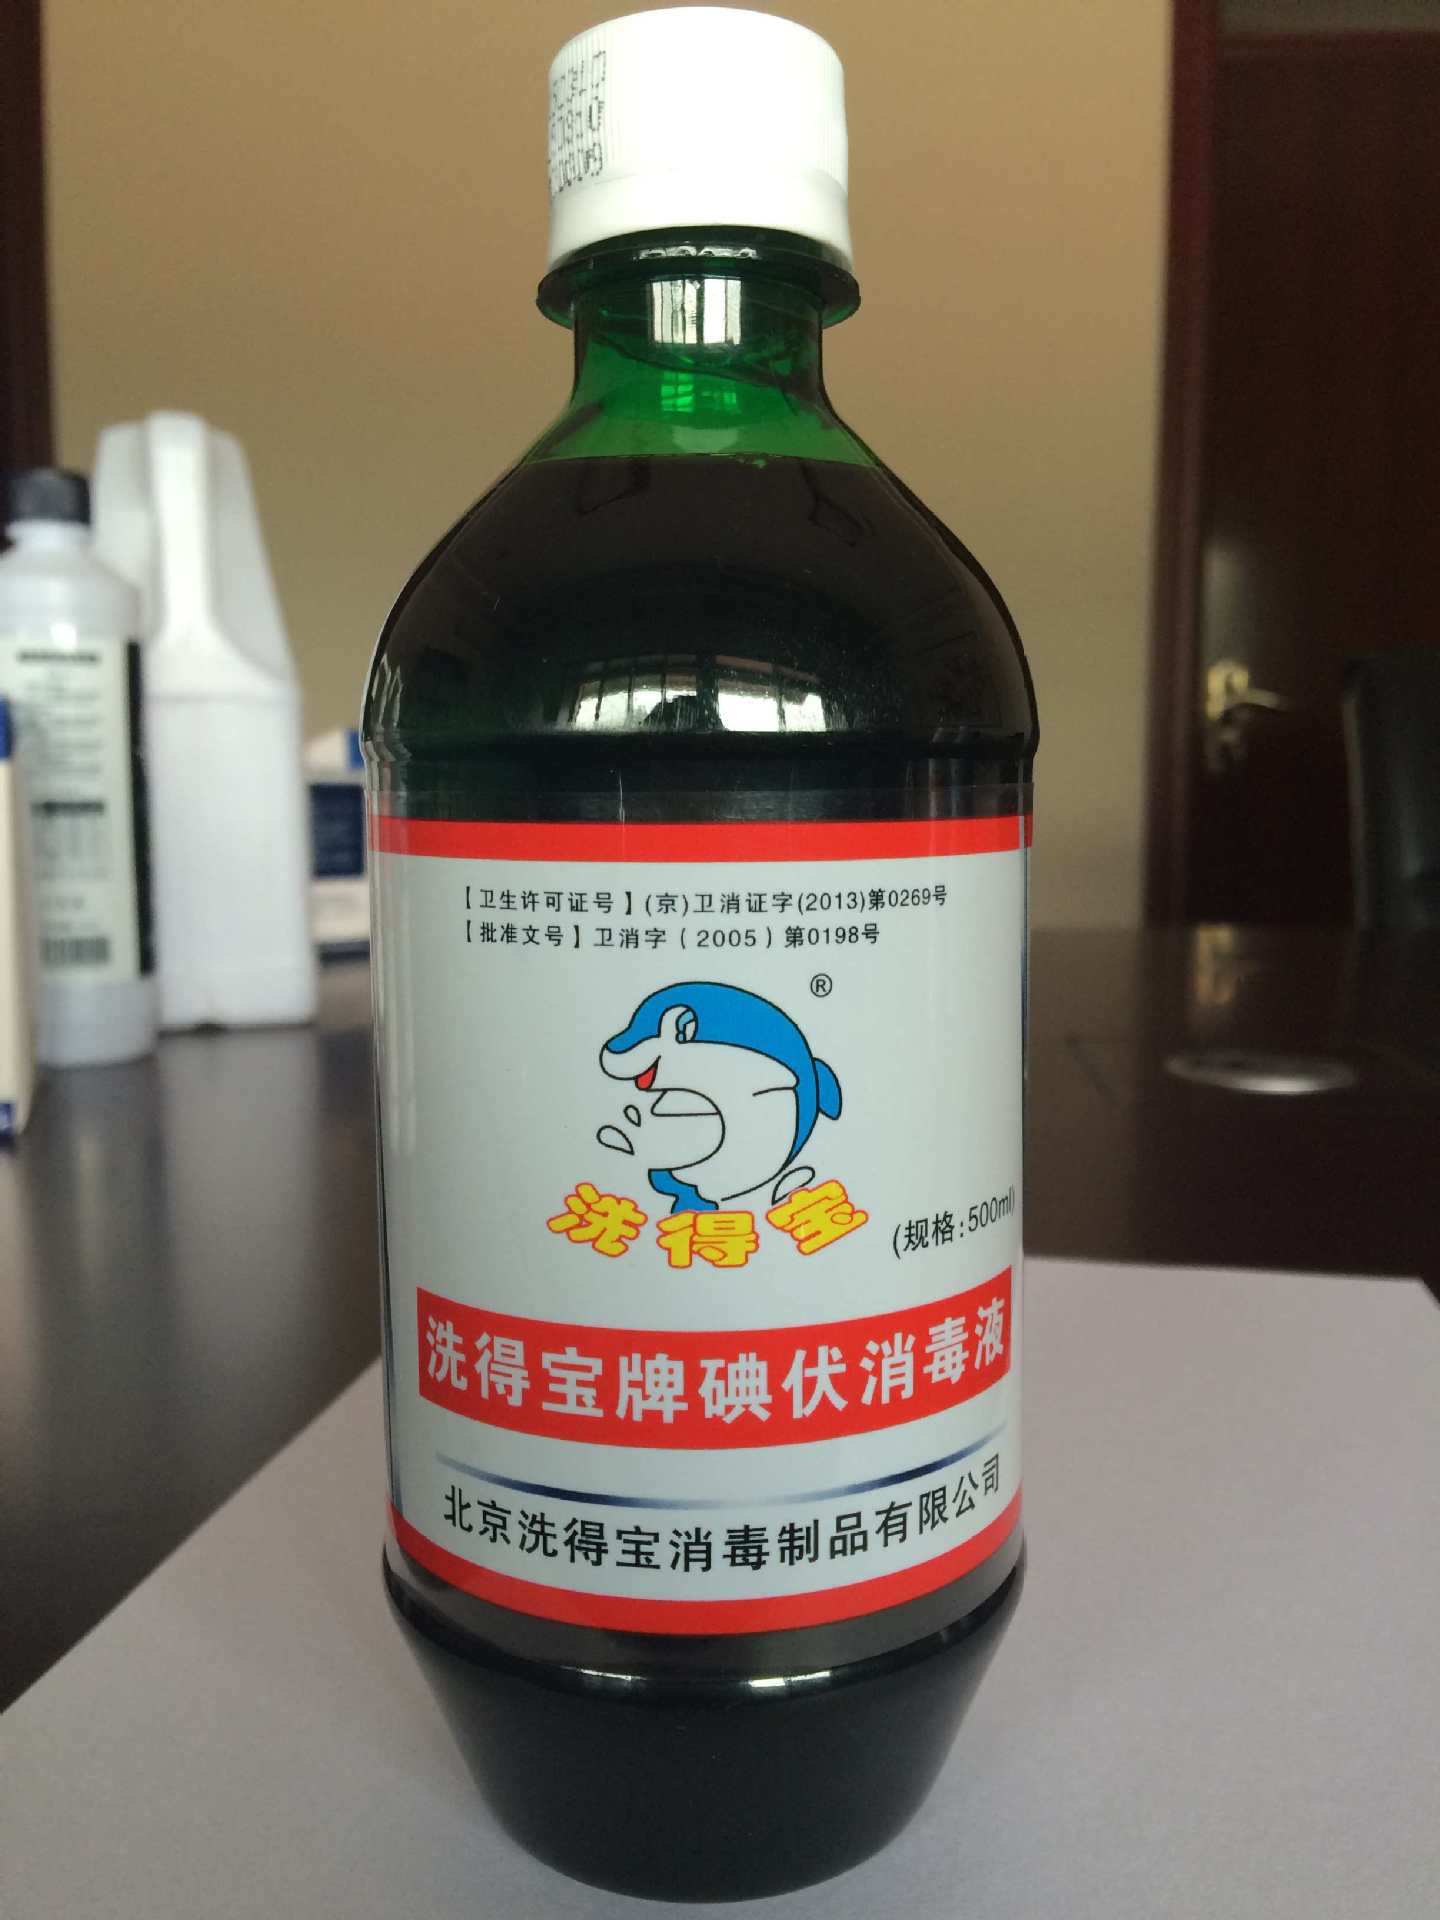 【卫生许可证号】(京)卫消证字(2013)第0269号
【批准文号】卫消字（2005）第0198号
®
洗得宝
(规格:500ml)
洗得宝牌碘伏消毒液
北京洗得宝消毒制品有限公司